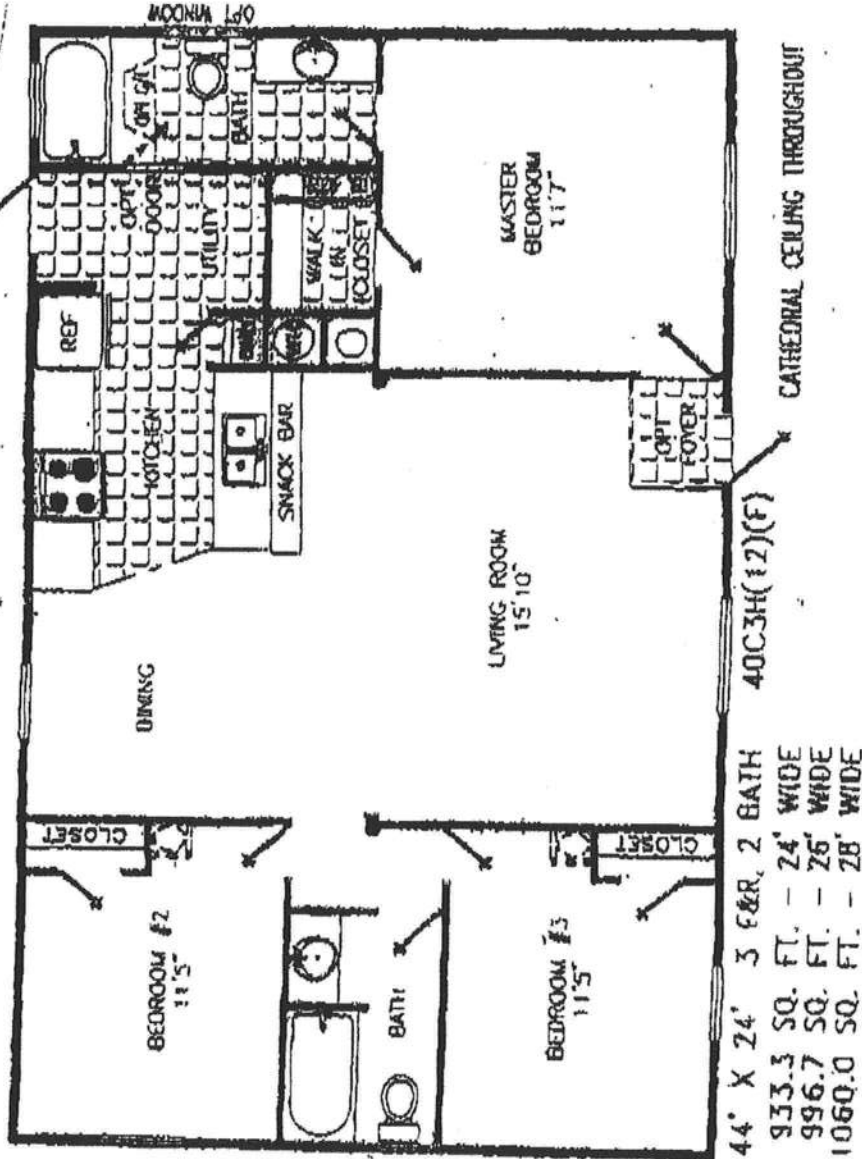 OPT WINDOW
BATH
OPT
DOOR
UTILITY
REF
KITCHEN
WALK
IN
CLOSET
SNACK BAR
MASTER
BEDROOM
11'7"
DINING
LIVING ROOM
15'10"
OPT
FOYER
CLOSET
BEDROOM #2
11'5"
BATH
CLOSET
BEDROOM #3
11'5"
44' X 24' 3 2 BATH 40C3H(12)(F)
CATHEDRAL CEILING THROUGHOUT
933.3 SQ. FT. - 24' WIDE
996.7 SQ. FT. - 26' WIDE
1060.0 SQ. FT. - 28' WIDE